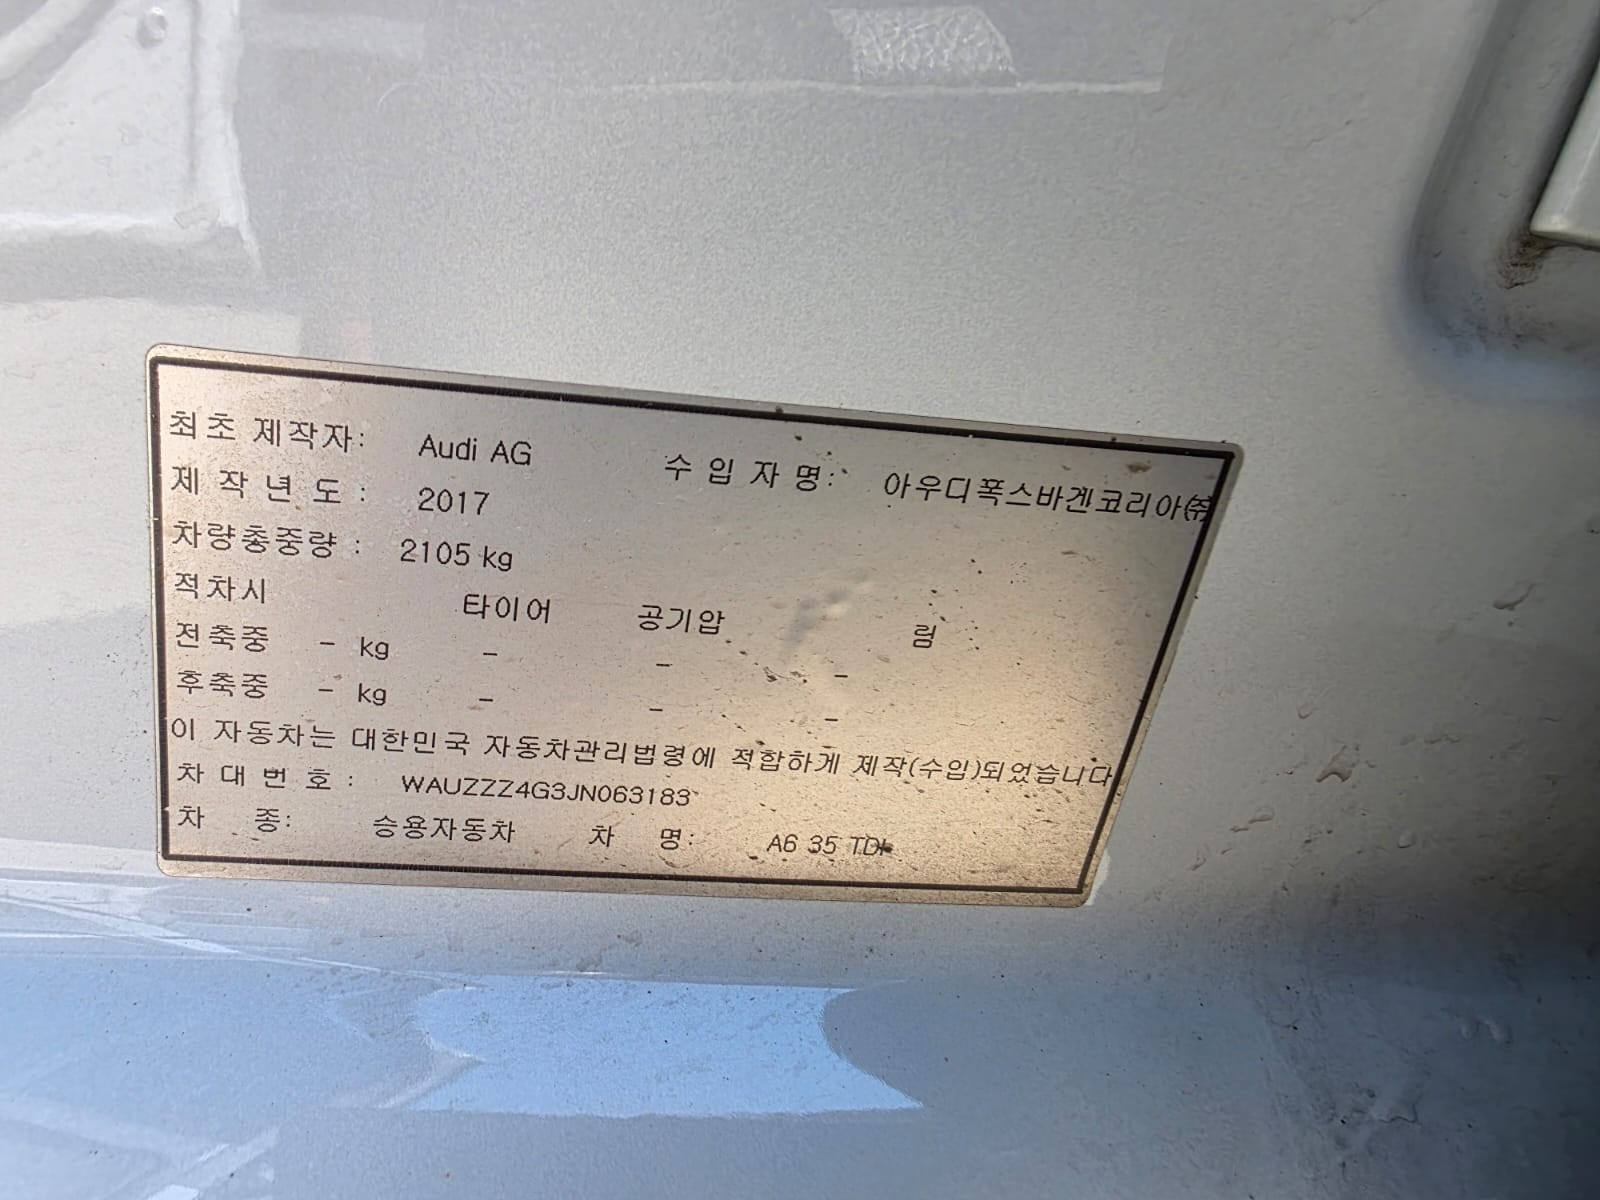 최초 제작자: Audi AG 수 입 자 명: 아우디폭스바겐코리아㈜
제 작 년 도 : 2017
차량총중량 : 2105 kg
적차시 타이어 공기압 림
전축중 - kg - - -
후축중 - kg - - -
이 자동차는 대한민국 자동차관리법령에 적합하게 제작(수입)되었습니다
차 대 번 호 : WAUZZZ4G3JN063183
차 종: 승용자동차 차 명: A6 35 TDI